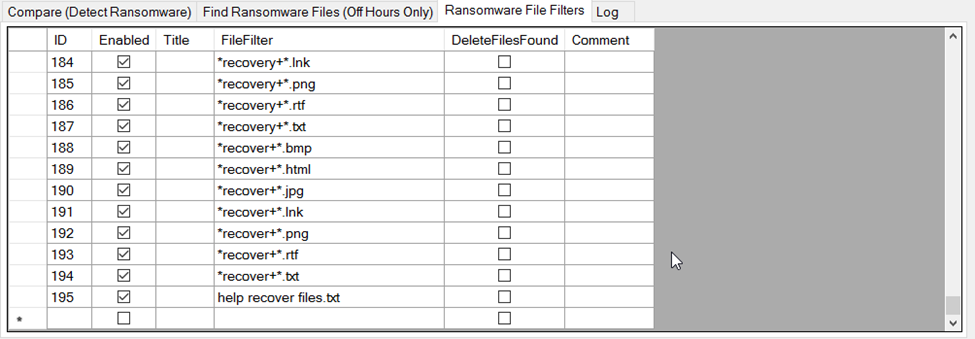 Compare (Detect Ransomware) Find Ransomware Files (Off Hours Only) Ransomware File Filters Log
ID Enabled Title FileFilter DeleteFilesFound Comment
184 *recovery+*.lnk
185 *recovery+*.png
186 *recovery+*.rtf
187 *recovery+*.txt
188 *recover+*.bmp
189 *recover+*.html
190 *recover+*.jpg
191 *recover+*.lnk
192 *recover+*.png
193 *recover+*.rtf
194 *recover+*.txt
195 help recover files.txt
*